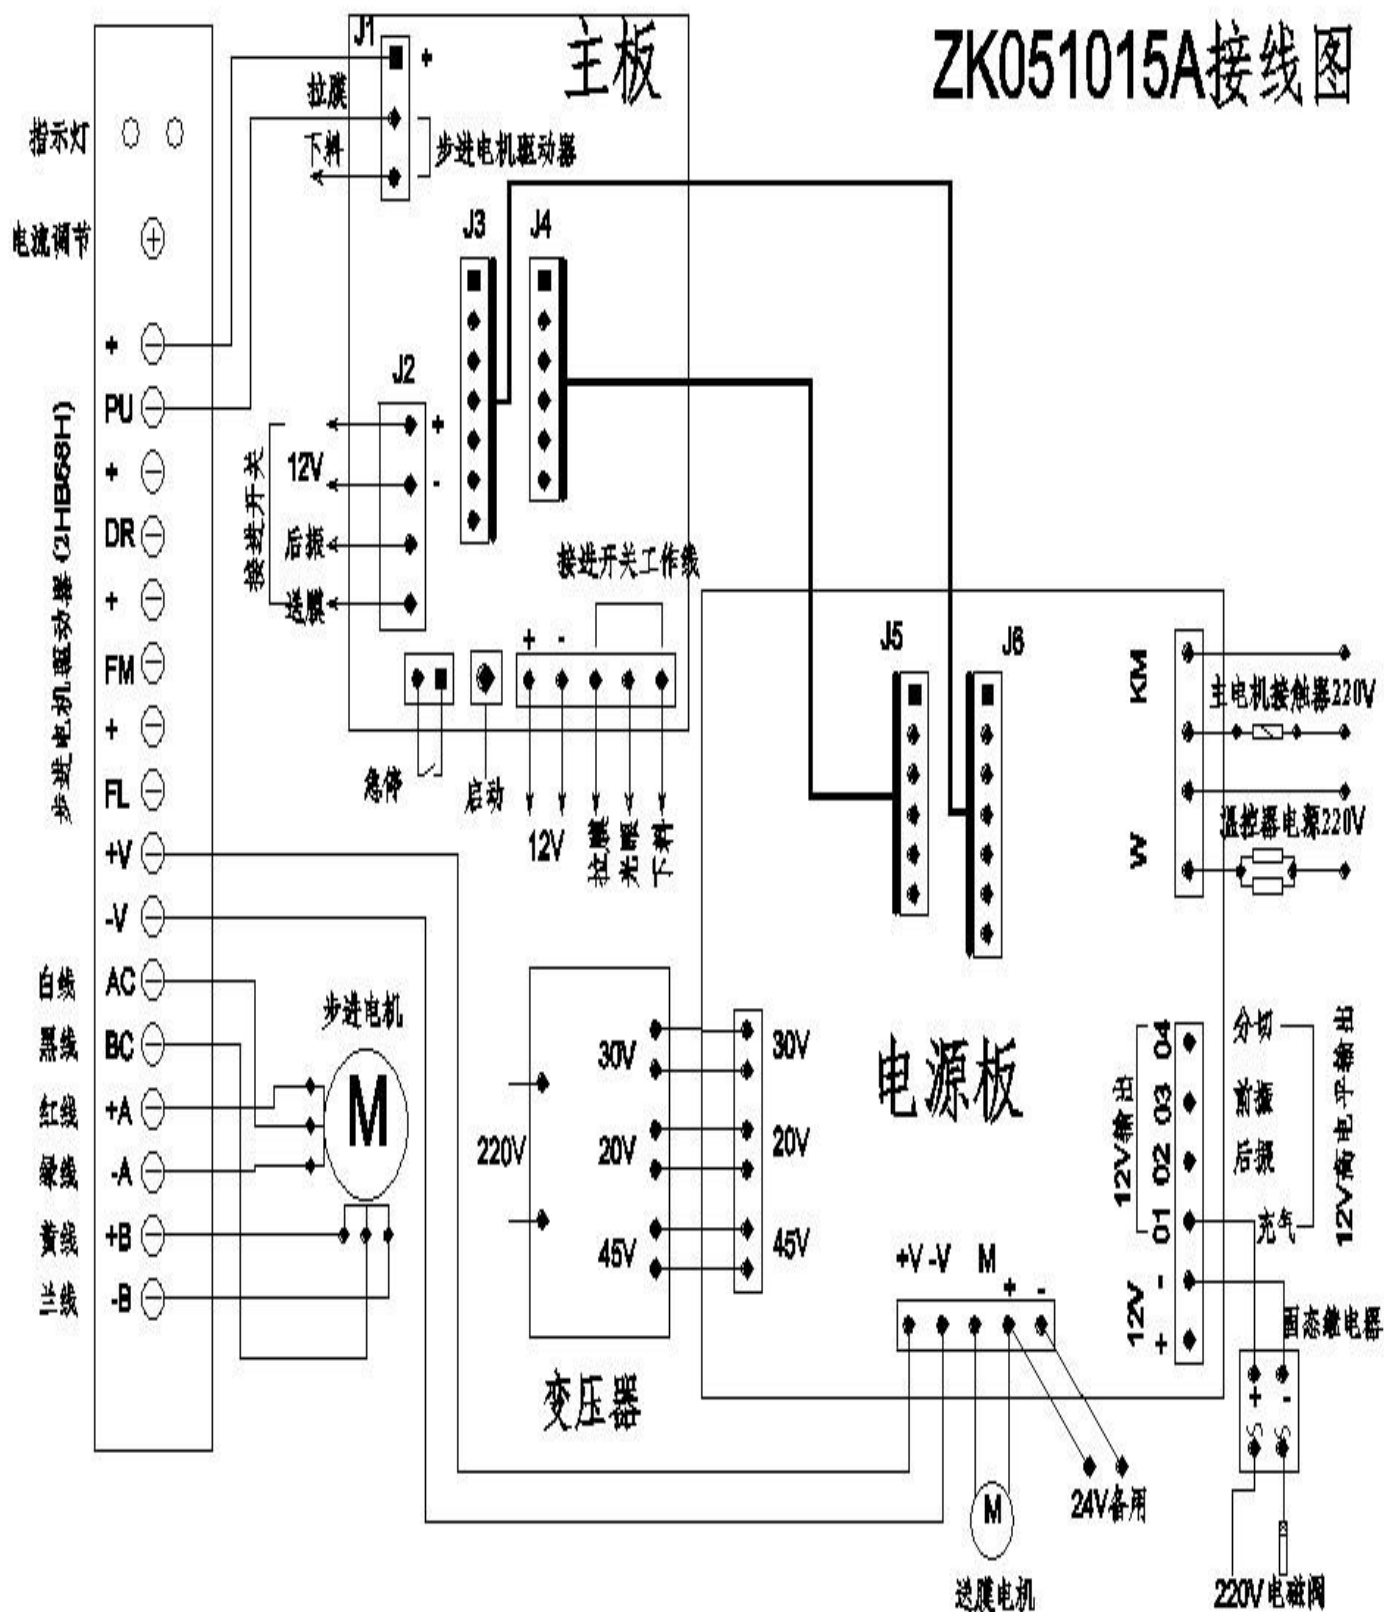 ZK051015A接线图
主板
J1
+
拉膜
下料
步进电机驱动器
指示灯
电流调节
J3
J4
J2
+
-
12V
后振
送膜
接进开关
步进电机驱动器(2HB68H)
+
PU
+
DR
+
FM
+
FL
+V
-V
AC
BC
+A
-A
+B
-B
白线
黑线
红线
绿线
黄线
兰线
接进开关工作线
+
-
急停
启动
12V
拉膜
光眼
下料
步进电机
M
J5
J6
KM
主电机接触器220V
W
温控器电源220V
220V
30V
20V
45V
30V
20V
45V
变压器
电源板
12V输出
04
03
02
01
12V
-
+
分切
前振
后振
充气
12V高电平输出
+V -V
M
+
-
M
送膜电机
24V备用
固态继电器
+
-
S
S
220V电磁阀